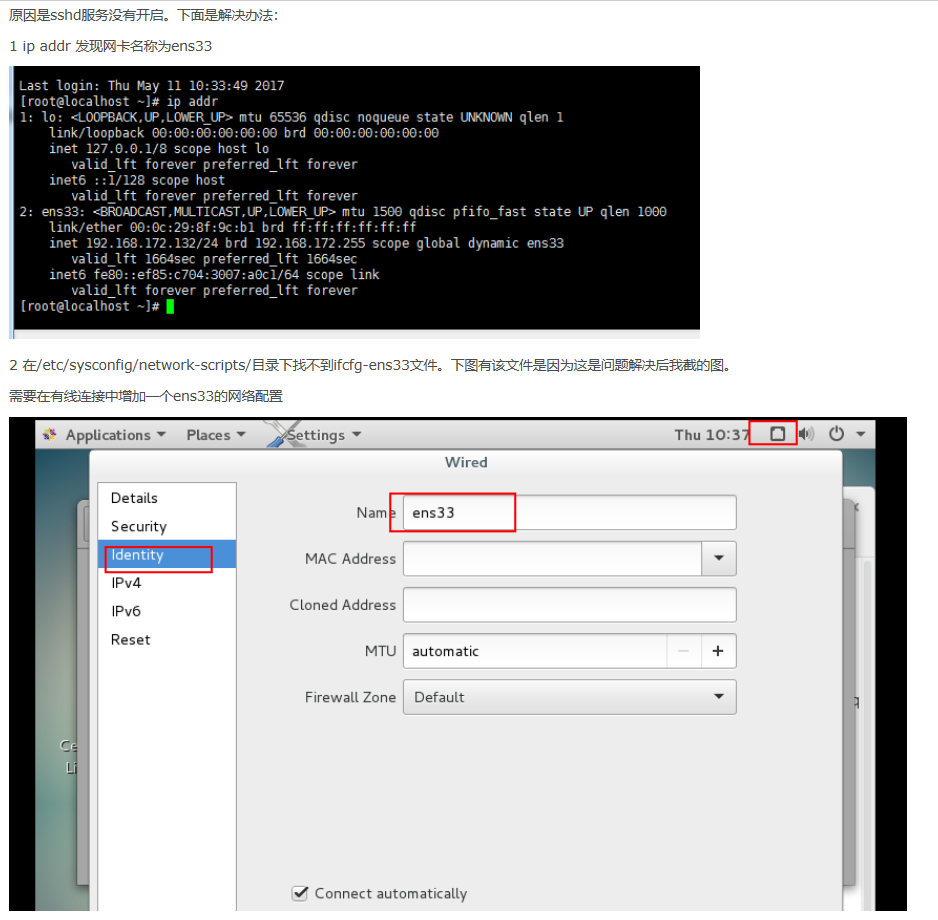 原因是sshd服务没有开启。下面是解决办法：
1 ip addr 发现网卡名称为ens33
Last login: Thu May 11 10:33:49 2017
[root@localhost ~]# ip addr
1: lo: <LOOPBACK,UP,LOWER_UP> mtu 65536 qdisc noqueue state UNKNOWN qlen 1
link/loopback 00:00:00:00:00:00 brd 00:00:00:00:00:00
inet 127.0.0.1/8 scope host lo
valid_lft forever preferred_lft forever
inet6 ::1/128 scope host
valid_lft forever preferred_lft forever
2: ens33: <BROADCAST,MULTICAST,UP,LOWER_UP> mtu 1500 qdisc pfifo_fast state UP qlen 1000
link/ether 00:0c:29:8f:9c:b1 brd ff:ff:ff:ff:ff:ff
inet 192.168.172.132/24 brd 192.168.172.255 scope global dynamic ens33
valid_lft 1664sec preferred_lft 1664sec
inet6 fe80::ef85:c704:3007:a0c1/64 scope link
valid_lft forever preferred_lft forever
[root@localhost ~]#
2 在/etc/sysconfig/network-scripts/目录下找不到ifcfg-ens33文件。下图有该文件是因为这是问题解决后我截的图。
需要在有线连接中增加一个ens33的网络配置
Applications Places Settings Thu 10:37
Wired
Details
Security
Identity
IPv4
IPv6
Reset
Name ens33
MAC Address
Cloned Address
MTU automatic
Firewall Zone Default
Ce
Li
Connect automatically